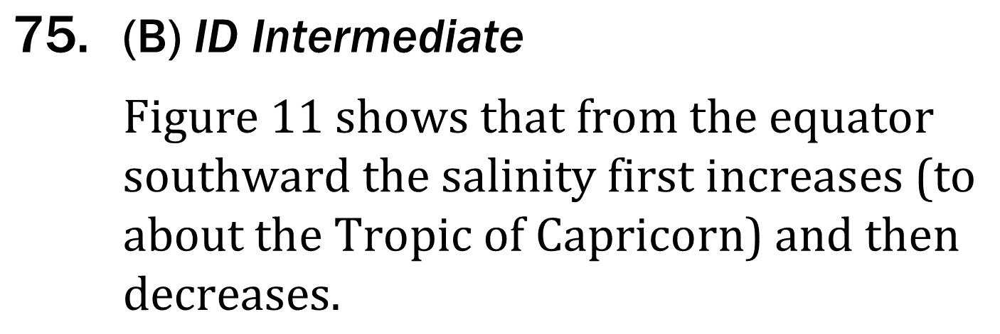 75. (B) ID Intermediate
Figure 11 shows that from the equator
southward the salinity first increases (to
about the Tropic of Capricorn) and then
decreases.